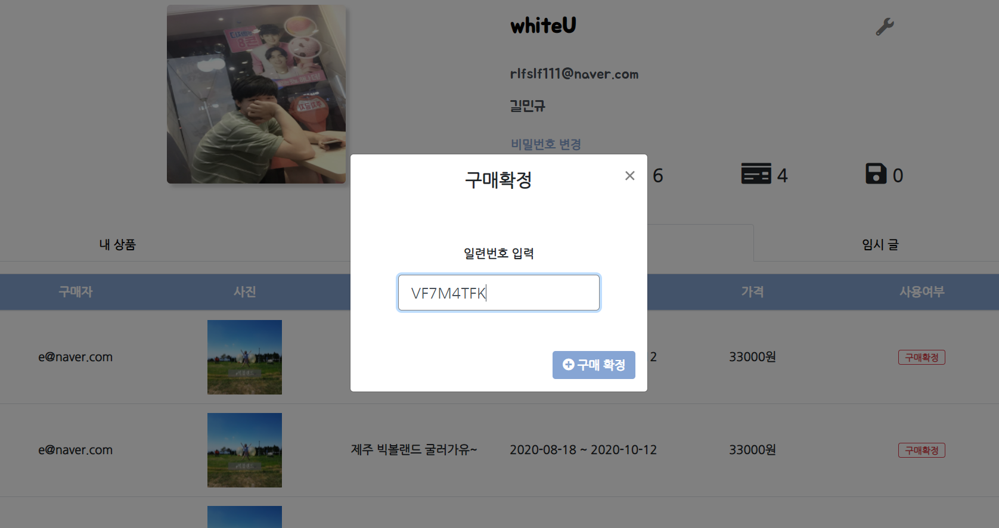 whiteU
rlfslf111@naver.com
길민규
비밀번호 변경
6
4
0
구매확정
×
일련번호 입력
VF7M4TFK
구매 확정
내 상품
임시 글
구매자
사진
가격
사용여부
e@naver.com
2
33000원
구매확정
e@naver.com
제주 빅볼랜드 굴러가유~
2020-08-18 ~ 2020-10-12
33000원
구매확정